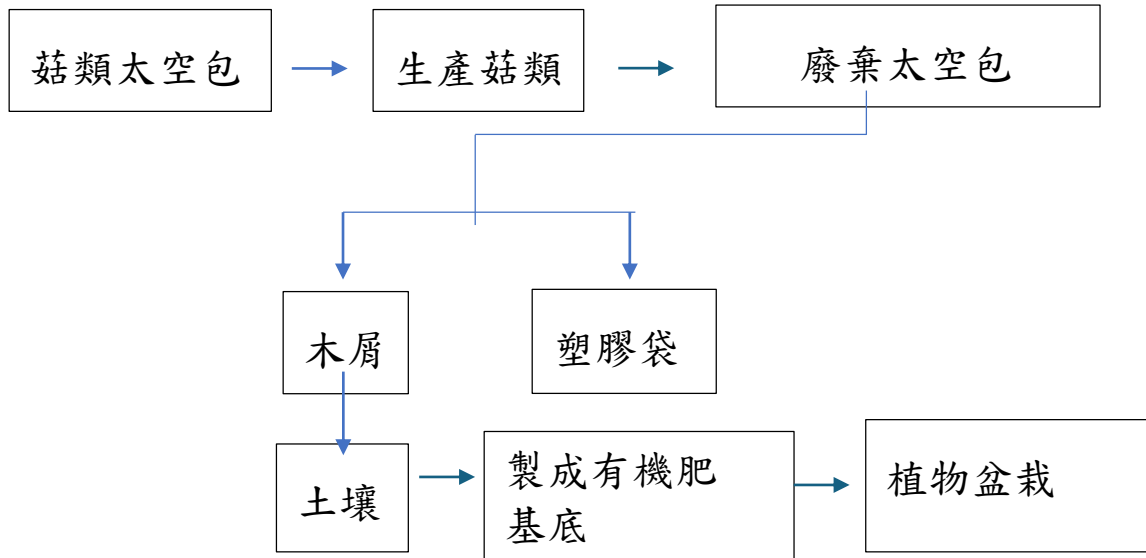 菇類太空包
生產菇類
廢棄太空包
木屑
塑膠袋
土壤
製成有機肥
基底
植物盆栽